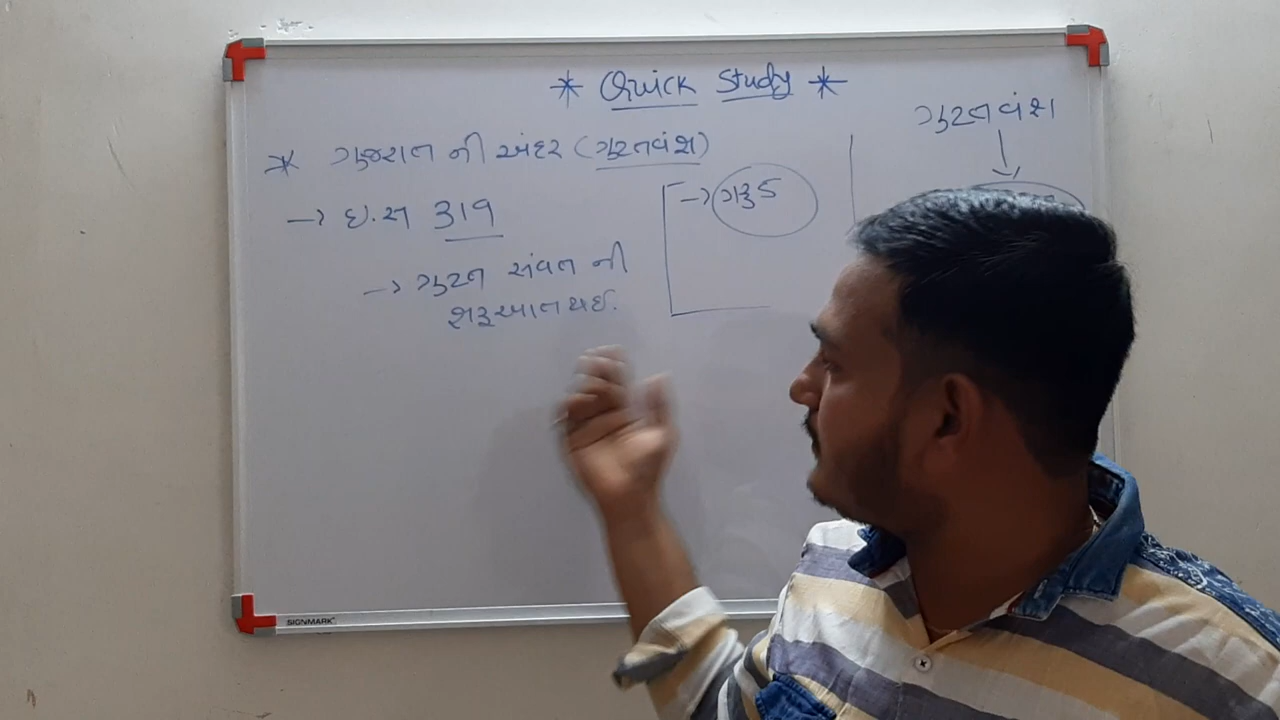 * Quick Study *
* ગુજરાત ની અંદર (ગુપ્તવંશ)
→ ઇ.સ 319
→ ગુપ્ત સંવત ની
શરૂઆત થઈ.
→ ગરૂડ
ગુપ્તવંશ
SIGNMARK